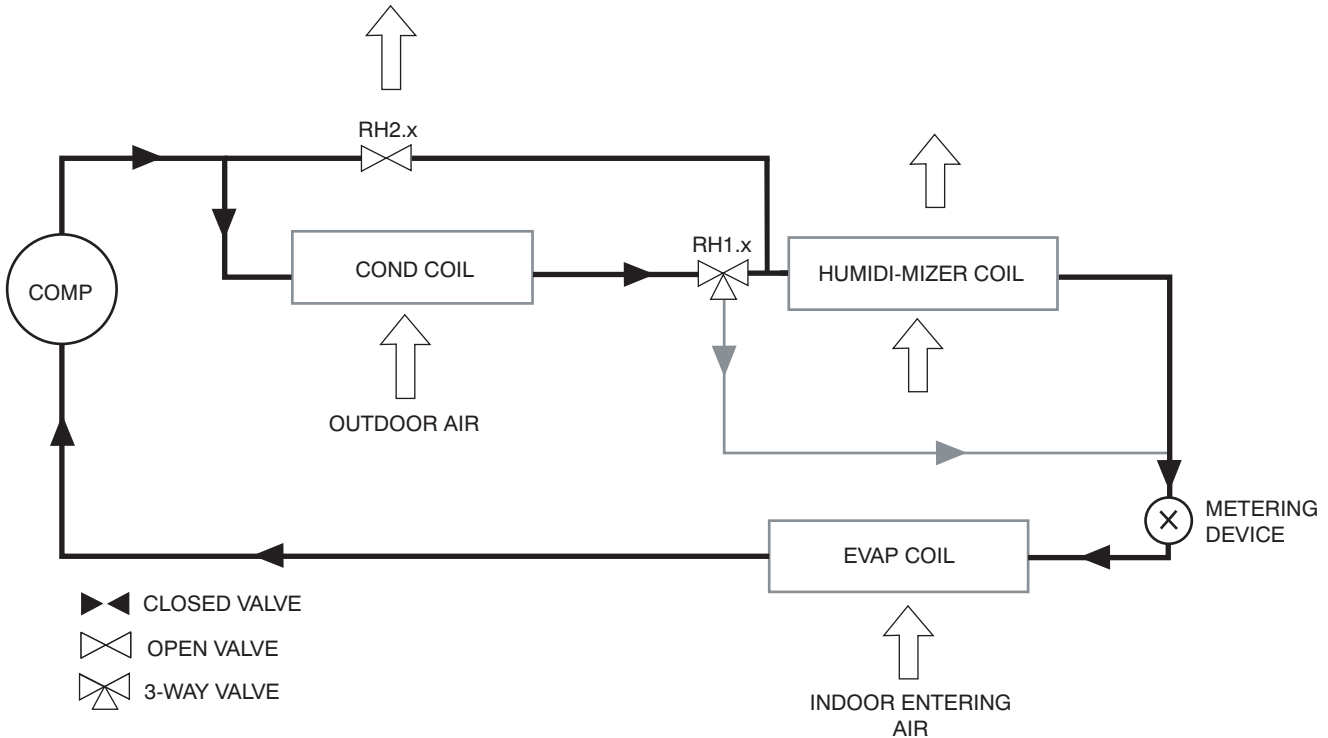 RH2.x
RH1.x
COND COIL
HUMIDI-MIZER COIL
COMP
OUTDOOR AIR
METERING
DEVICE
EVAP COIL
CLOSED VALVE
OPEN VALVE
3-WAY VALVE
INDOOR ENTERING
AIR